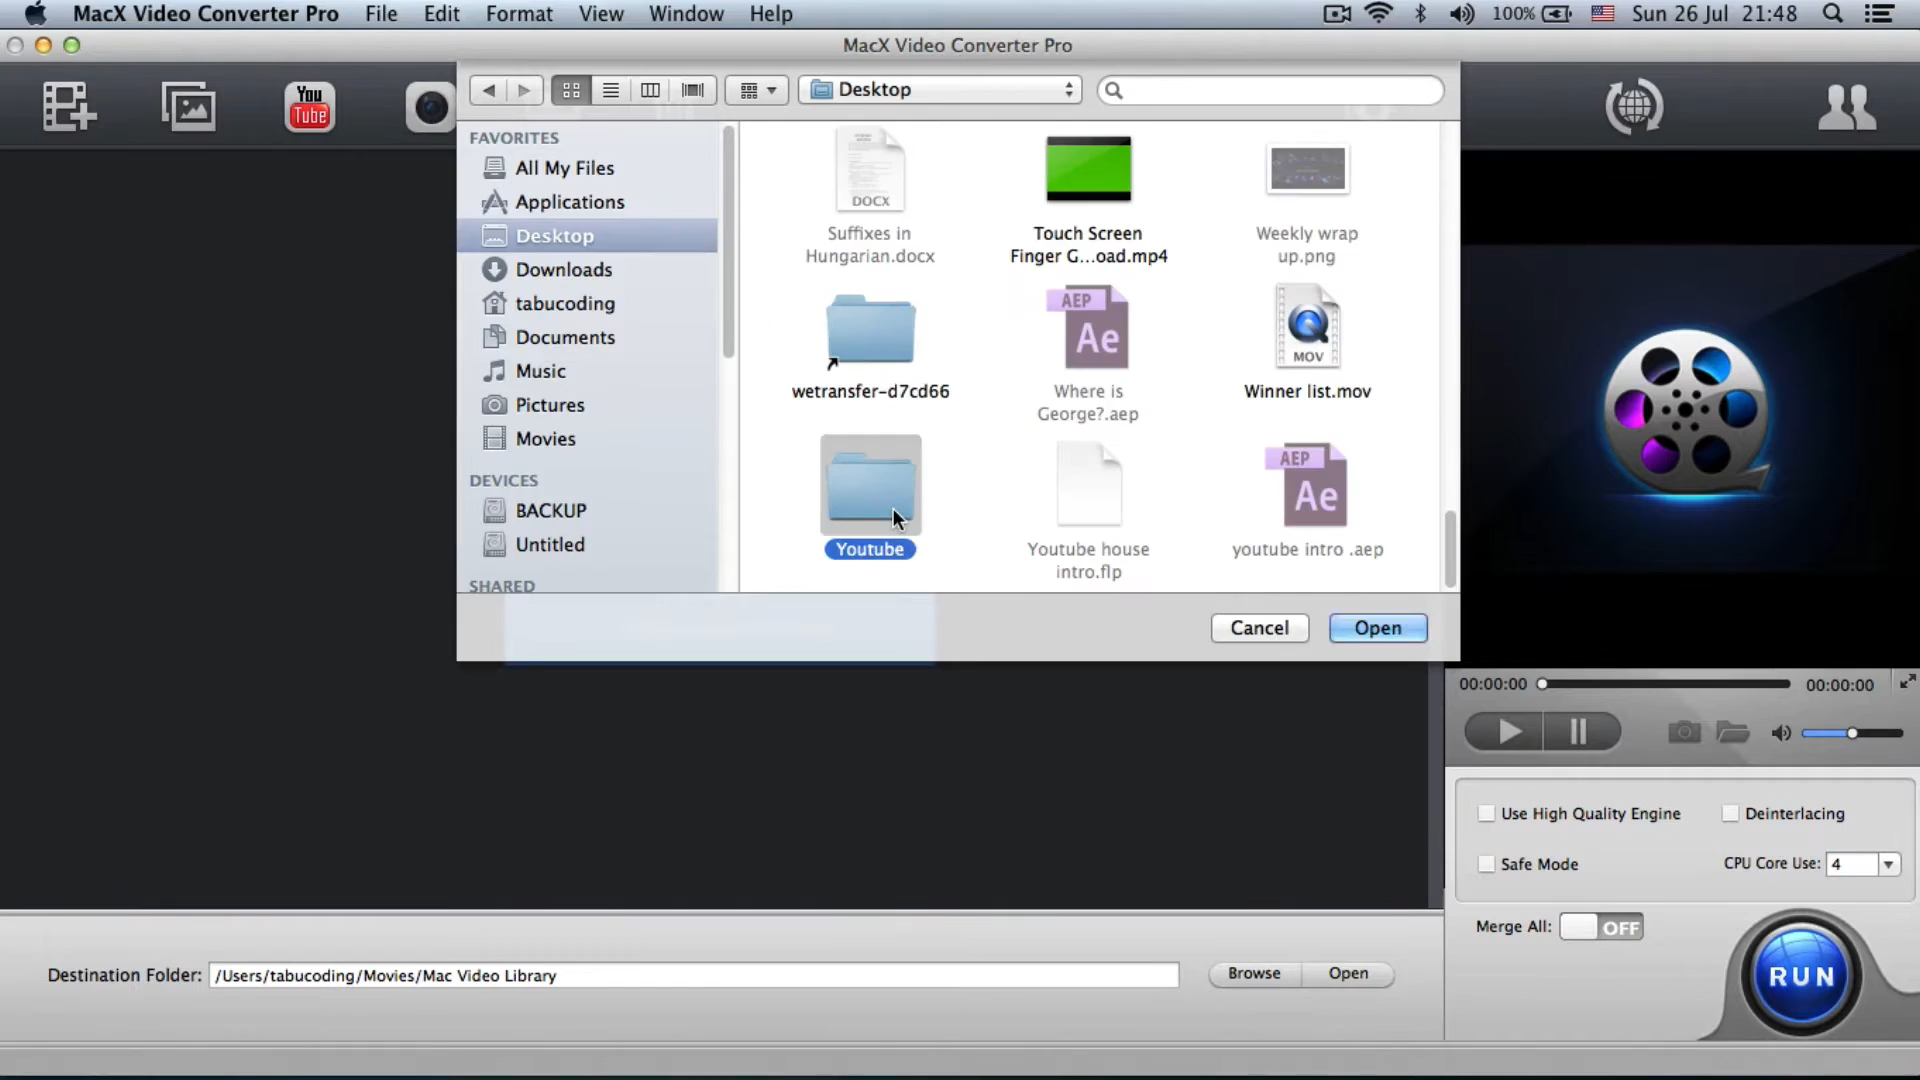 MacX Video Converter Pro File Edit Format View Window Help 100% Sun 26 Jul 21:48
MacX Video Converter Pro
You
Tube
Desktop
FAVORITES
All My Files
Applications
Desktop
Downloads
tabucoding
Documents
Music
Pictures
Movies
DEVICES
BACKUP
Untitled
SHARED
DOCX
Suffixes in
Hungarian.docx
Touch Screen
Finger G...oad.mp4
Weekly wrap
up.png
wetransfer-d7cd66
AEP
Ae
Where is
George?.aep
MOV
Winner list.mov
Youtube
Youtube house
intro.flp
AEP
Ae
youtube intro .aep
Cancel Open
00:00:00 00:00:00
Use High Quality Engine Deinterlacing
Safe Mode CPU Core Use: 4
Merge All: OFF
Destination Folder: /Users/tabucoding/Movies/Mac Video Library Browse Open
RUN